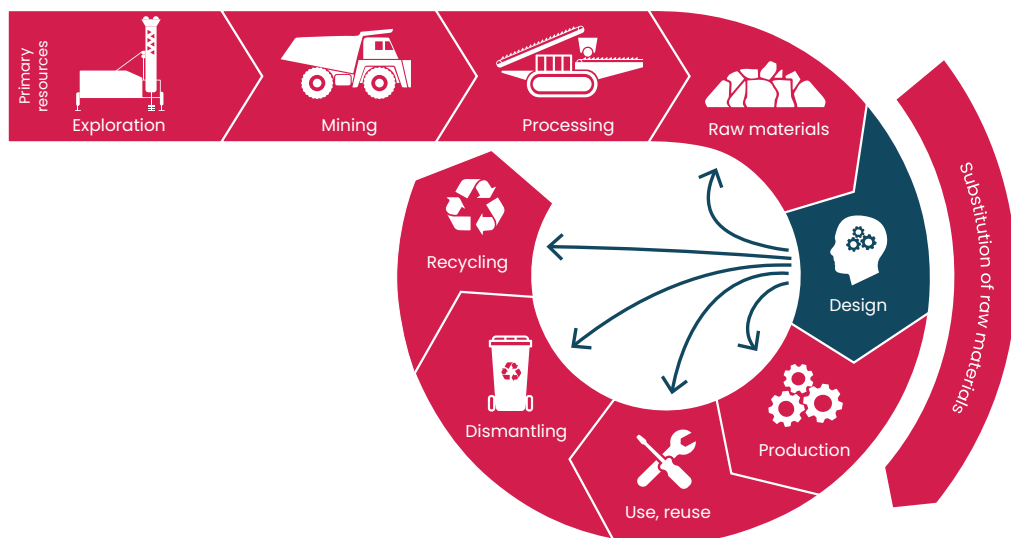 Primary
resources
Exploration
Mining
Processing
Raw materials
Design
Substitution of raw materials
Production
Use, reuse
Dismantling
Recycling